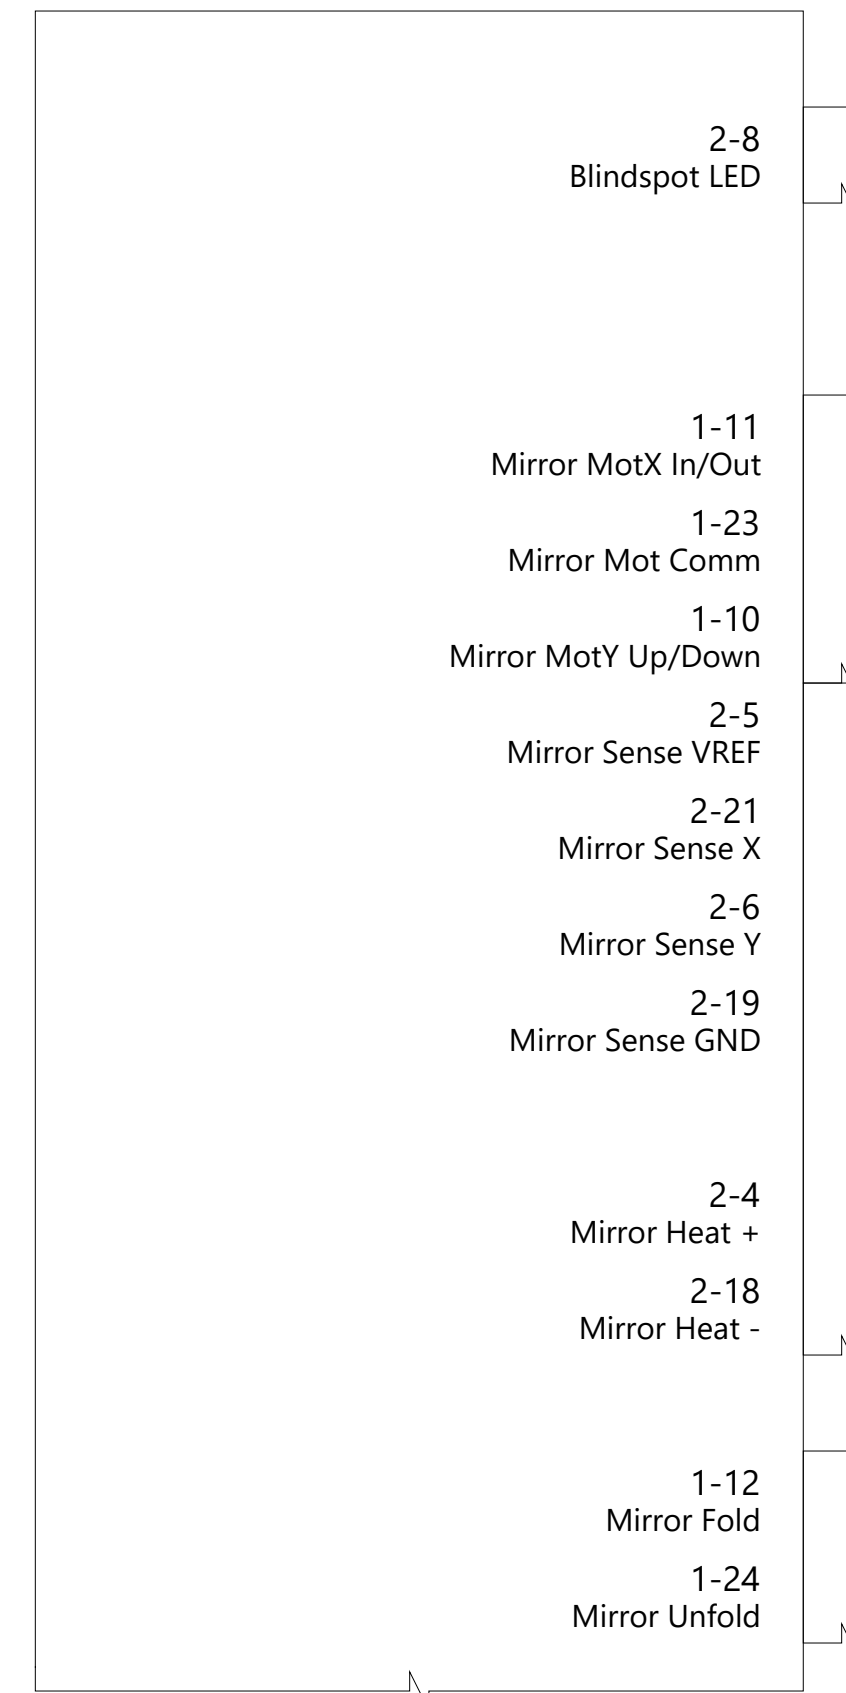 2-8
Blindspot LED
1-11
Mirror MotX In/Out
1-23
Mirror Mot Comm
1-10
Mirror MotY Up/Down
2-5
Mirror Sense VREF
2-21
Mirror Sense X
2-6
Mirror Sense Y
2-19
Mirror Sense GND
2-4
Mirror Heat +
2-18
Mirror Heat -
1-12
Mirror Fold
1-24
Mirror Unfold